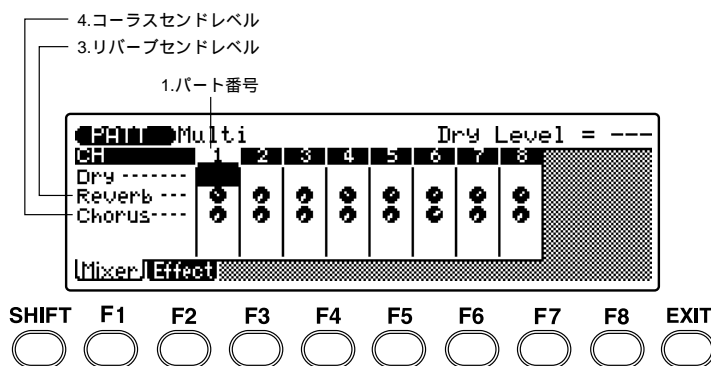 4.コーラスセンドレベル
3.リバーブセンドレベル
1.パート番号
PATT Multi Dry Level = ---
CH 1 2 3 4 5 6 7 8
Dry -------
Reverb ---
Chorus----
Mixer Effect
SHIFT F1 F2 F3 F4 F5 F6 F7 F8 EXIT